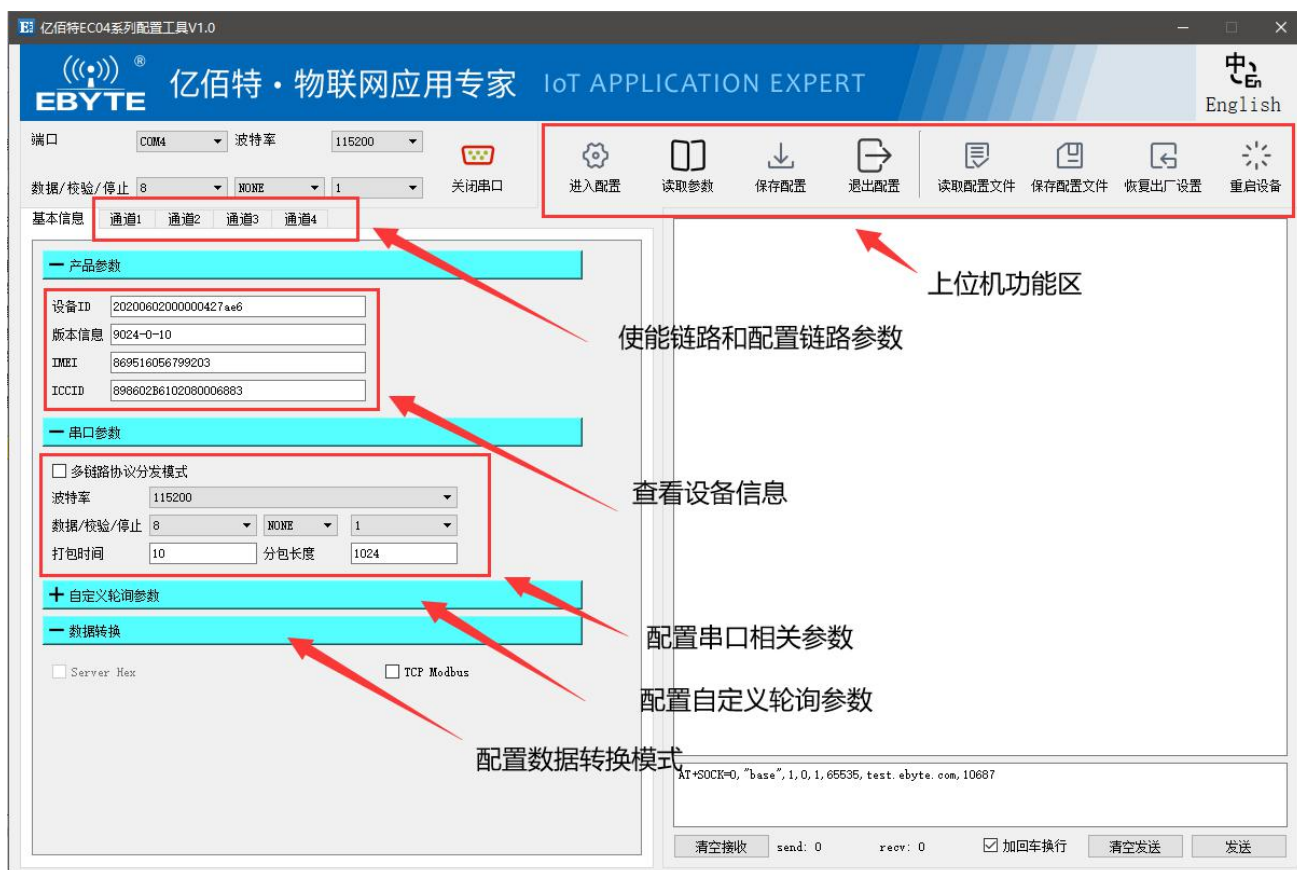 亿佰特EC04系列配置工具V1.0
EBYTE ® 亿佰特·物联网应用专家 IoT APPLICATION EXPERT
中En
English
端口 COM4 波特率 115200
数据/校验/停止 8 NONE 1 关闭串口
进入配置 读取参数 保存配置 退出配置 读取配置文件 保存配置文件 恢复出厂设置 重启设备
基本信息 通道1 通道2 通道3 通道4
产品参数
上位机功能区
设备ID 20200602000000427ae6
版本信息 9024-0-10
使能链路和配置链路参数
IMEI 869516056799203
ICCID 898602B6102080006883
串口参数
多链路协议分发模式
查看设备信息
波特率 115200
数据/校验/停止 8 NONE 1
打包时间 10 分包长度 1024
自定义轮询参数
数据转换
配置串口相关参数
Server Hex TCP Modbus
配置自定义轮询参数
配置数据转换模式
AT+SOCK=0,"base",1,0,1,65535,test.ebyte.com,10687
清空接收 send: 0 recv: 0 加回车换行 清空发送 发送